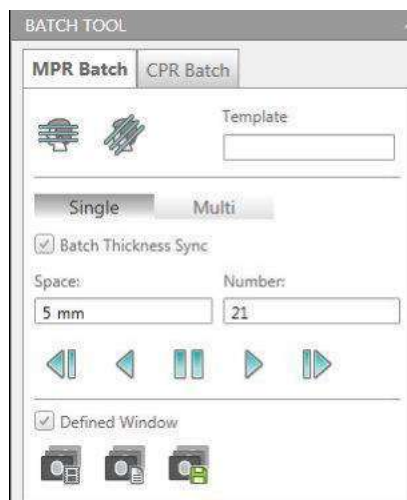 BATCH TOOL
MPR Batch CPR Batch
Template
Single Multi
Batch Thickness Sync
Space: Number:
5 mm 21
Defined Window